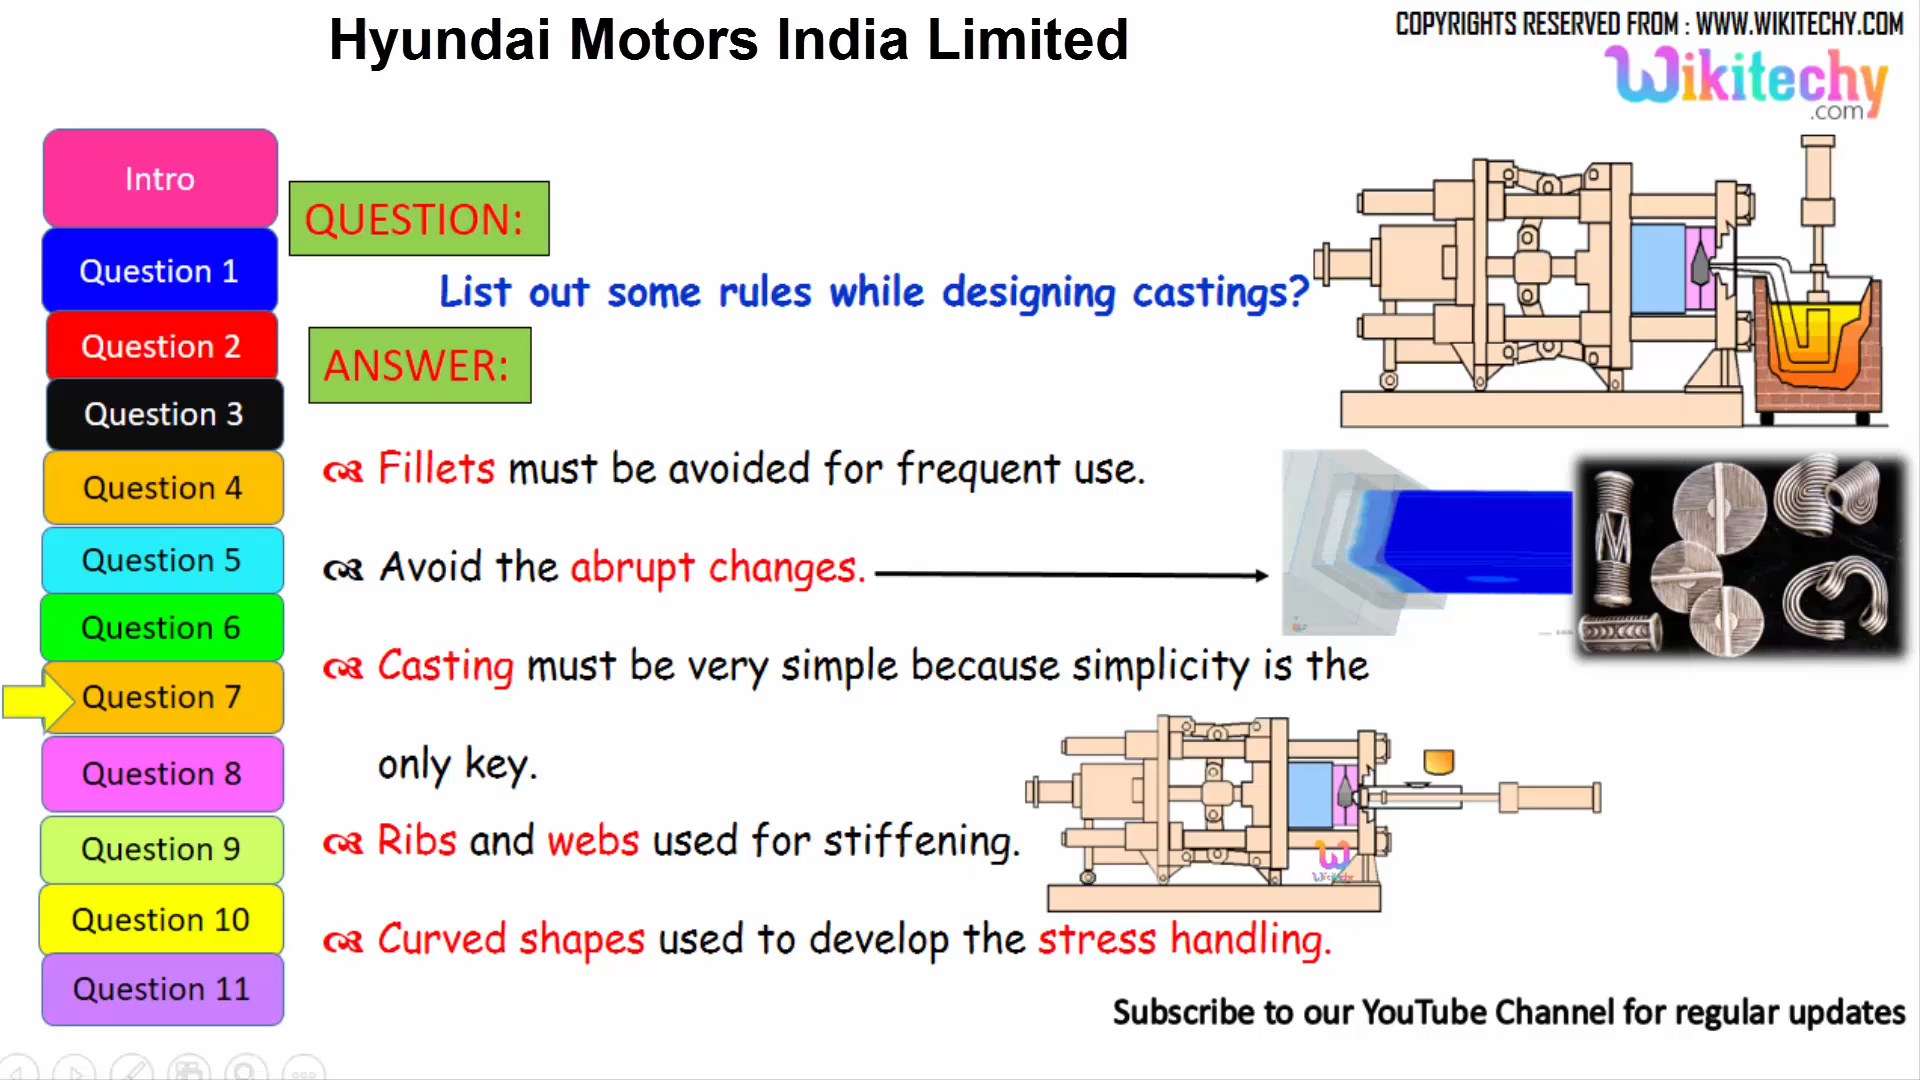 Hyundai Motors India Limited
COPYRIGHTS RESERVED FROM : WWW.WIKITECHY.COM
Wikitechy
.com
Intro
Question 1
Question 2
Question 3
Question 4
Question 5
Question 6
Question 7
Question 8
Question 9
Question 10
Question 11
QUESTION:
List out some rules while designing castings?
ANSWER:
Fillets must be avoided for frequent use.
Avoid the abrupt changes.
Casting must be very simple because simplicity is the
only key.
Ribs and webs used for stiffening.
Wikitechy
Curved shapes used to develop the stress handling.
Subscribe to our YouTube Channel for regular updates